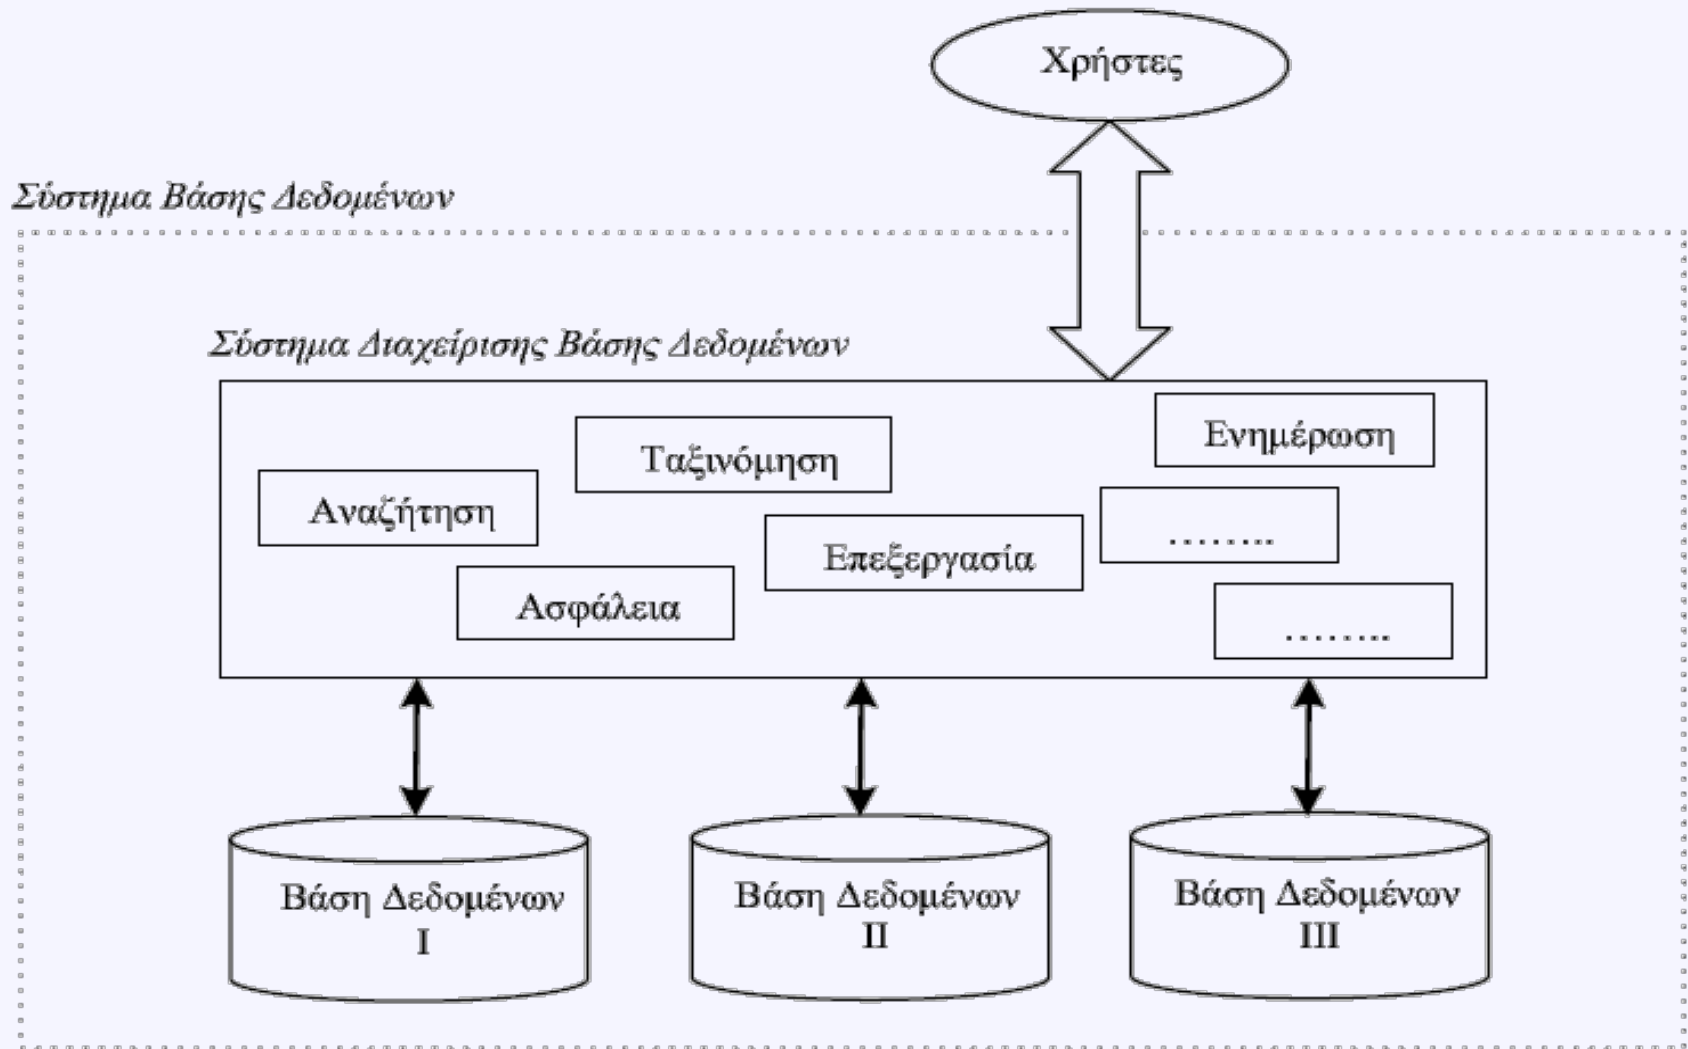 Χρήστες
Σύστημα Βάσης Δεδομένων
Σύστημα Διαχείρισης Βάσης Δεδομένων
Ενημέρωση
Ταξινόμηση
Αναζήτηση
........
Επεξεργασία
Ασφάλεια
........
Βάση Δεδομένων
I
Βάση Δεδομένων
II
Βάση Δεδομένων
III